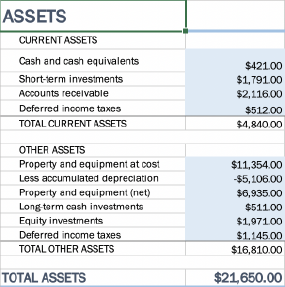 ASSETS
CURRENT ASSETS
Cash and cash equivalents $421.00
Short-term investments $1,791.00
Accounts receivable $2,116.00
Deferred income taxes $512.00
TOTAL CURRENT ASSETS $4,840.00
OTHER ASSETS
Property and equipment at cost $11,354.00
Less accumulated depreciation -$5,106.00
Property and equipment (net) $6,935.00
Long-term cash investments $511.00
Equity investments $1,971.00
Deferred income taxes $1,145.00
TOTAL OTHER ASSETS $16,810.00
TOTAL ASSETS $21,650.00